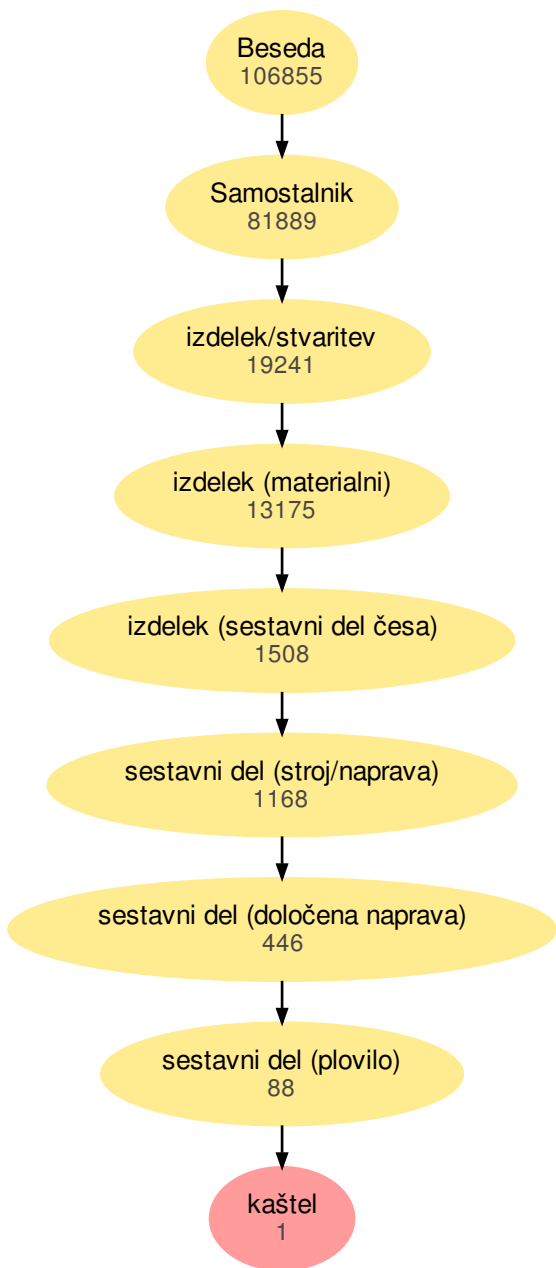 Beseda
106855
Samostalnik
81889
izdelek/stvaritev
19241
izdelek (materialni)
13175
izdelek (sestavni del česa)
1508
sestavni del (stroj/naprava)
1168
sestavni del (določena naprava)
446
sestavni del (plovilo)
88
kaštel
1